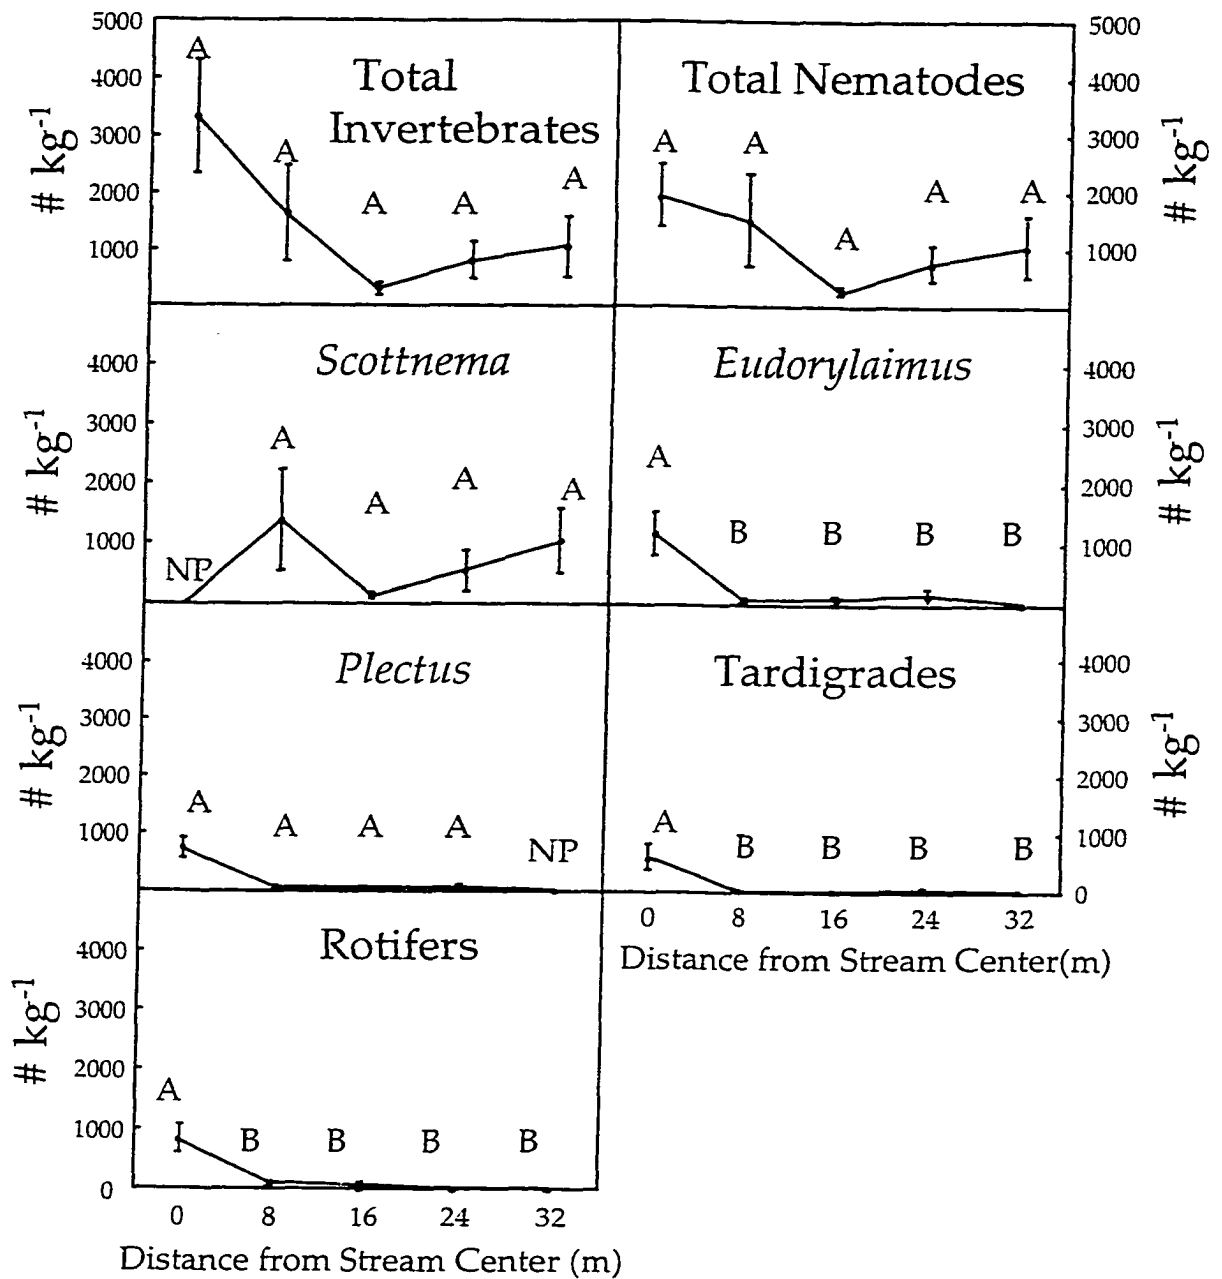 5000
4000
3000
2000
1000
# kg-1
Total
Invertebrates
A
A
A
A
A
Total Nematodes
A
A
A
A
A
5000
4000
3000
2000
1000
# kg-1
4000
3000
2000
1000
# kg-1
Scottnema
NP
A
A
A
A
Eudorylaimus
A
B
B
B
B
4000
3000
2000
1000
# kg-1
4000
3000
2000
1000
# kg-1
Plectus
A
A
A
A
NP
Tardigrades
A
B
B
B
B
4000
3000
2000
1000
0
# kg-1
0 8 16 24 32
Distance from Stream Center(m)
4000
3000
2000
1000
0
# kg-1
Rotifers
A
B
B
B
B
0 8 16 24 32
Distance from Stream Center (m)